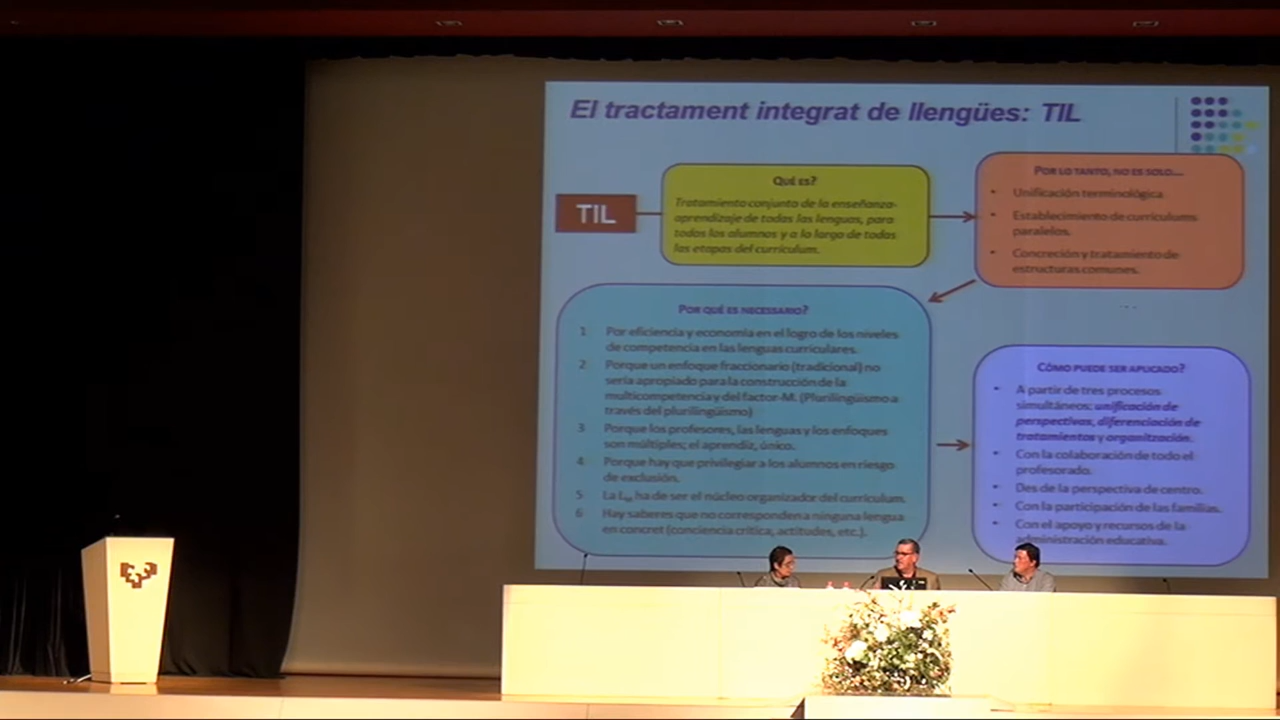 El tractament integrat de llengües: TIL
TIL
QUÉ ES?
Tratamiento conjunto de la enseñanza-
aprendizaje de todas las lenguas, para
todos los alumnos y a lo largo de todas
las etapas del currículum.
POR LO TANTO, NO ES SOLO....
• Unificación terminológica
• Establecimiento de currículums
paralelos.
• Concreción y tratamiento de
estructuras comunes.
POR QUÉ ES NECESSARIO?
1 Por eficiencia y economía en el logro de los niveles
de competencia en las lenguas curriculares.
2 Porque un enfoque fraccionario (tradicional) no
sería apropiado para la construcción de la
multicompetencia y del factor-M. (Plurilingüismo a
través del plurilingüismo)
3 Porque los profesores, las lenguas y los enfoques
son múltiples; el aprendiz, único.
4 Porque hay que privilegiar a los alumnos en riesgo
de exclusión.
5 La L ha de ser el núcleo organizador del currículum.
6 Hay saberes que no corresponden a ninguna lengua
en concret (conciencia crítica, actitudes, etc.).
CÓMO PUEDE SER APLICADO?
• A partir de tres procesos
simultáneos: unificación de
perspectivas, diferenciación de
tratamientos y organització​n.
• Con la colaboración de todo el
profesorado.
• Des de la perspectiva de centro.
• Con la participación de las familias.
• Con el apoyo y recursos de la
administración educativa.